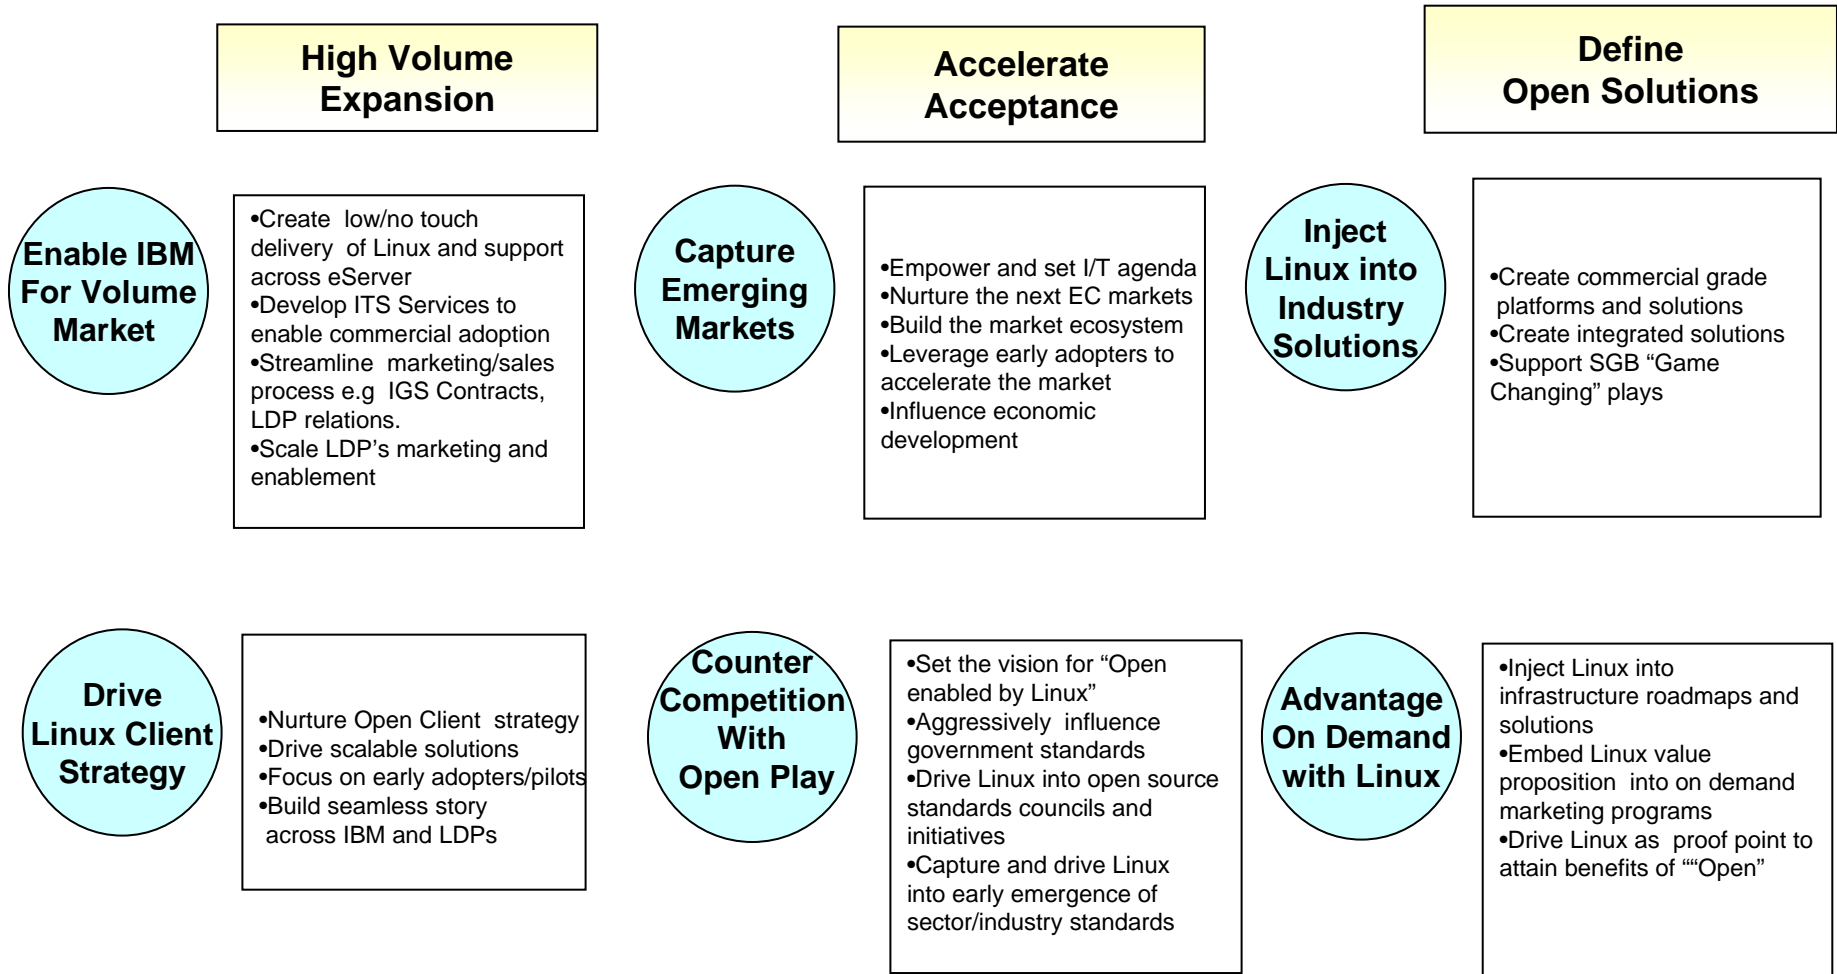 High Volume
Expansion
Accelerate
Acceptance
Define
Open Solutions
Enable IBM
For Volume
Market
•Create low/no touch
delivery of Linux and support
across eServer
•Develop ITS Services to
enable commercial adoption
•Streamline marketing/sales
process e.g IGS Contracts,
LDP relations.
•Scale LDP’s marketing and
enablement
Capture
Emerging
Markets
•Empower and set I/T agenda
•Nurture the next EC markets
•Build the market ecosystem
•Leverage early adopters to
accelerate the market
•Influence economic
development
Inject
Linux into
Industry
Solutions
•Create commercial grade
platforms and solutions
•Create integrated solutions
•Support SGB “Game
Changing” plays
Drive
Linux Client
Strategy
•Nurture Open Client strategy
•Drive scalable solutions
•Focus on early adopters/pilots
•Build seamless story
across IBM and LDPs
Counter
Competition
With
Open Play
•Set the vision for “Open
enabled by Linux”
•Aggressively influence
government standards
•Drive Linux into open source
standards councils and
initiatives
•Capture and drive Linux
into early emergence of
sector/industry standards
Advantage
On Demand
with Linux
•Inject Linux into
infrastructure roadmaps and
solutions
•Embed Linux value
proposition into on demand
marketing programs
•Drive Linux as proof point to
attain benefits of ““Open”